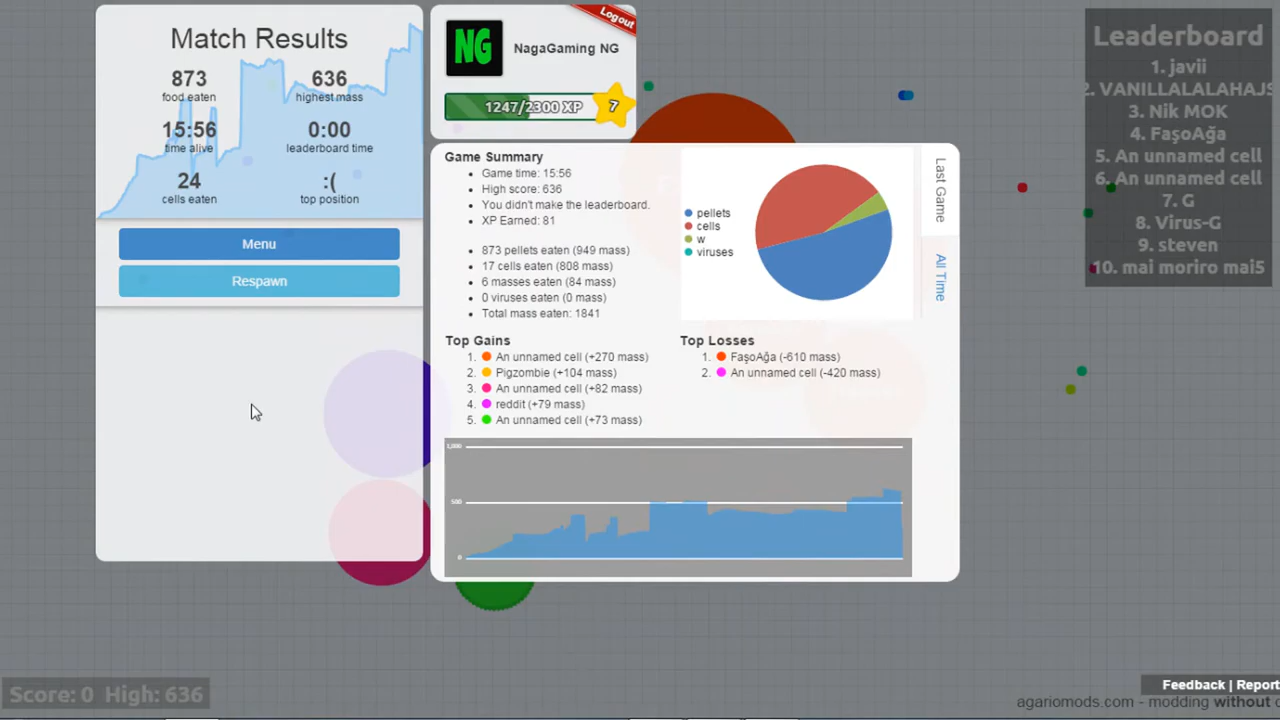 Match Results
873
food eaten
636
highest mass
15:56
time alive
0:00
leaderboard time
24
cells eaten
:(
top position
Menu
Respawn
Logout
NG
NagaGaming NG
1247/2300 XP
7
Game Summary
Game time: 15:56
High score: 636
You didn't make the leaderboard.
XP Earned: 81
873 pellets eaten (949 mass)
17 cells eaten (808 mass)
6 masses eaten (84 mass)
0 viruses eaten (0 mass)
Total mass eaten: 1841
pellets
cells
w
viruses
Last Game
All Time
Top Gains
1. An unnamed cell (+270 mass)
2. Pigzombie (+104 mass)
3. An unnamed cell (+82 mass)
4. reddit (+79 mass)
5. An unnamed cell (+73 mass)
Top Losses
1. FaşoAğa (-610 mass)
2. An unnamed cell (-420 mass)
1,000
500
0
Leaderboard
1. javii
2. VANILLALALAHAJS
3. Nik MOK
4. FaşoAğa
5. An unnamed cell
6. An unnamed cell
7. G
8. Virus-G
9. steven
10. mai moriro mai5
Score: 0 High: 636
Feedback | Report
agariomods.com - modding without